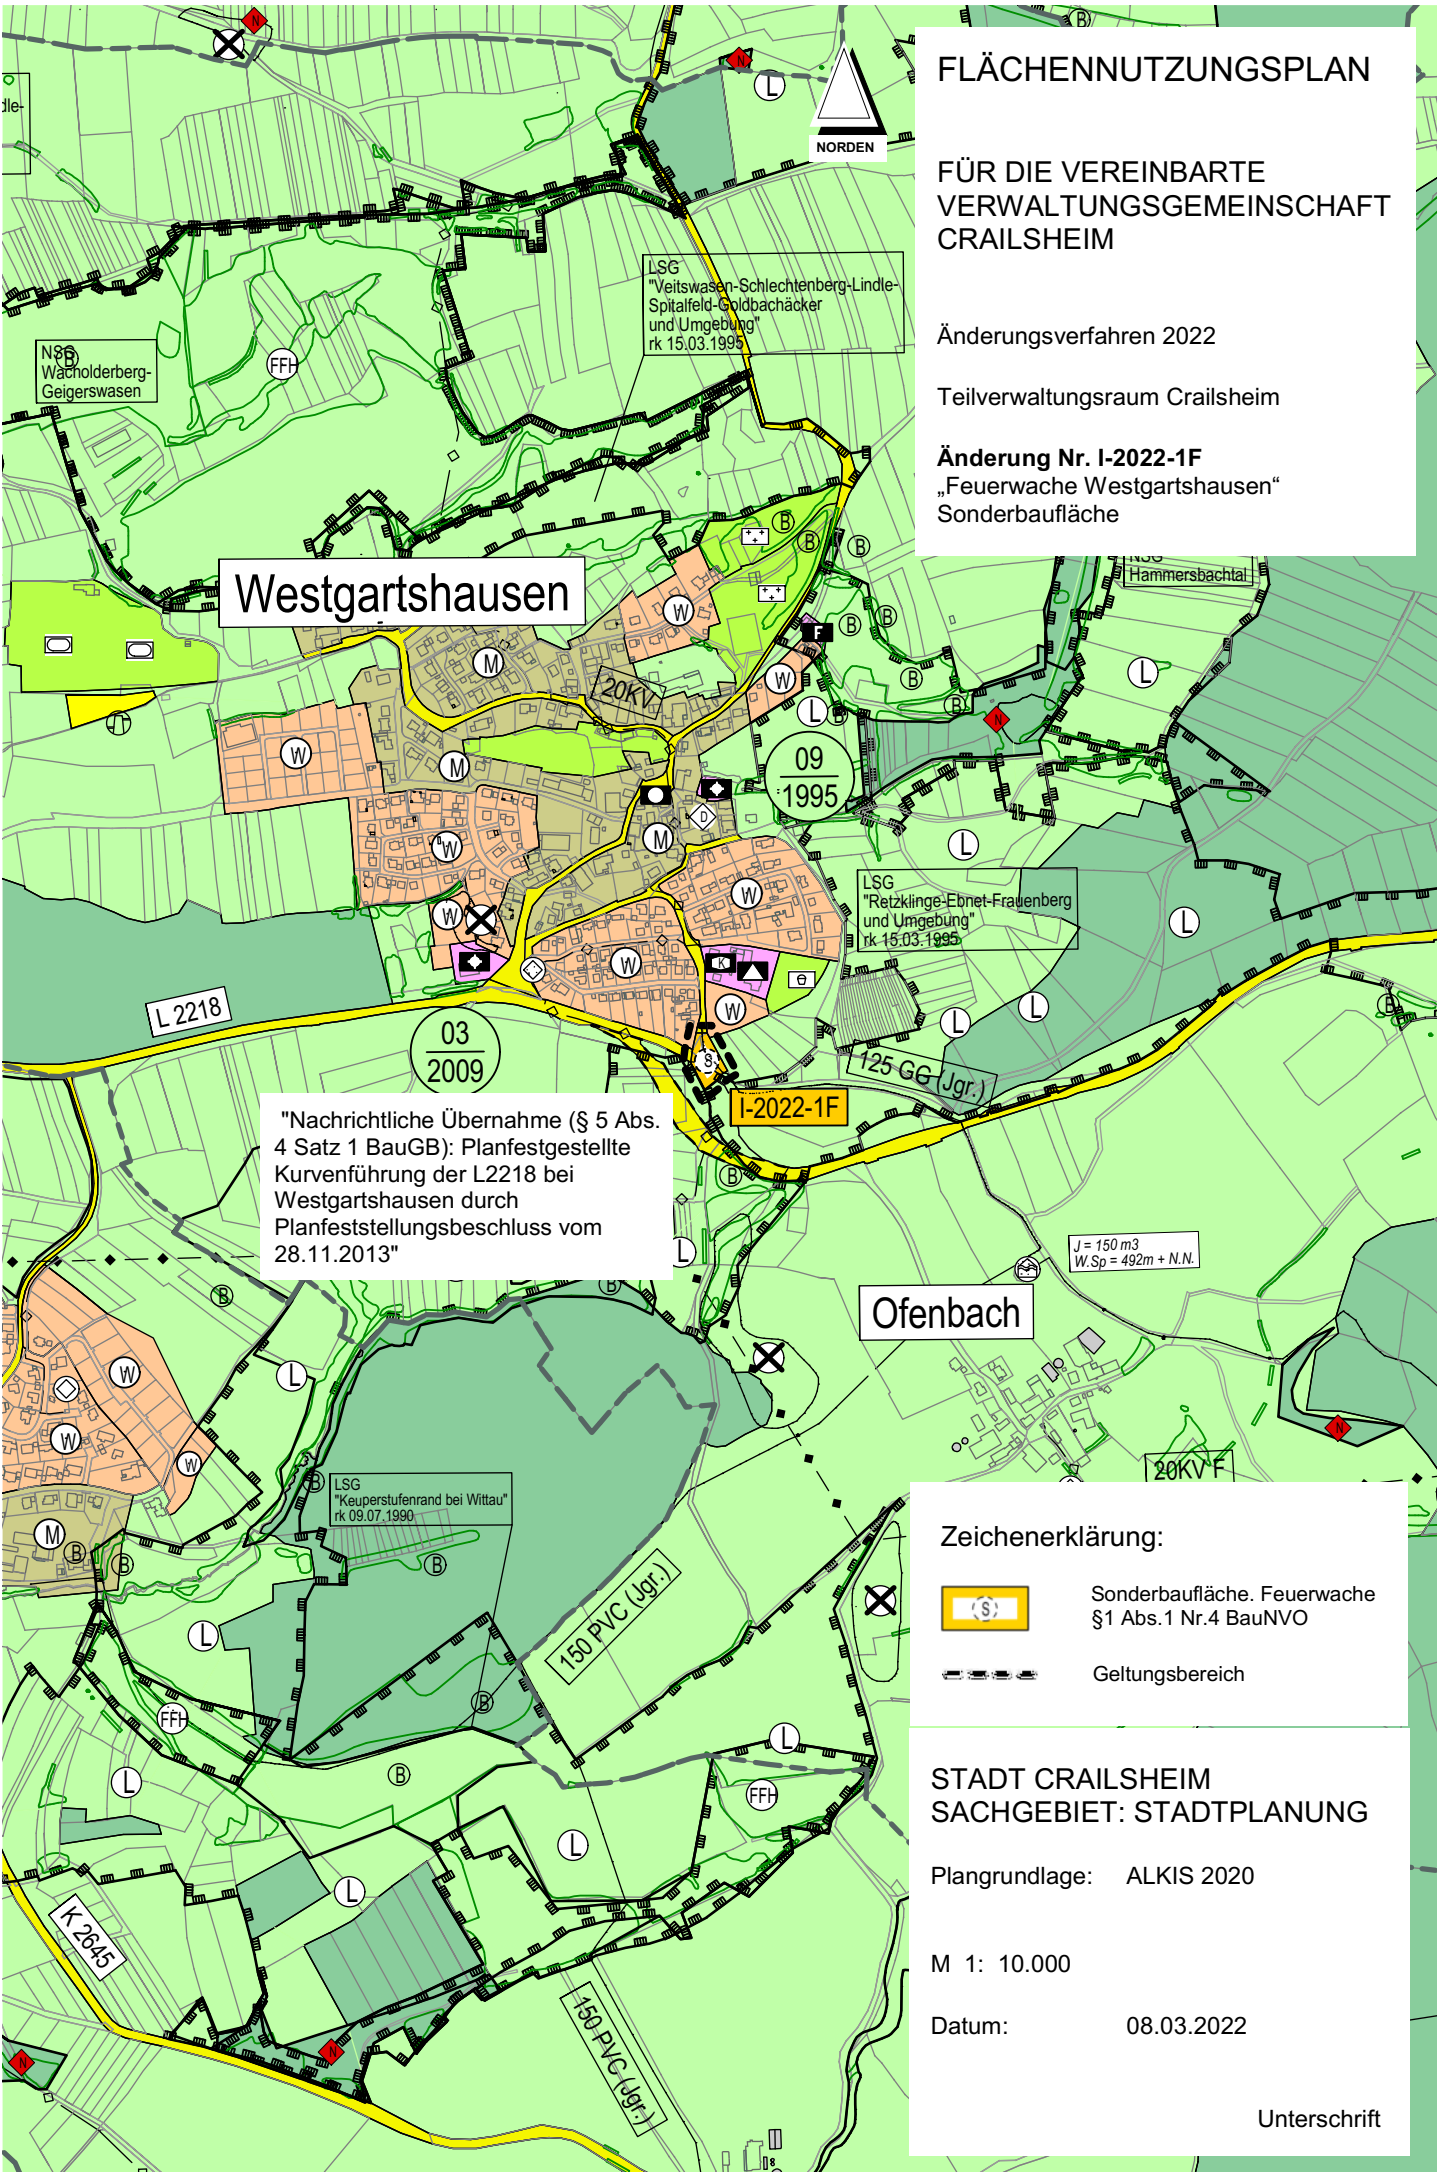 FLÄCHENNUTZUNGSPLAN
FÜR DIE VEREINBARTE
VERWALTUNGSGEMEINSCHAFT
CRAILSHEIM
Änderungsverfahren 2022
Teilverwaltungsraum Crailsheim
Änderung Nr. I-2022-1F
„Feuerwache Westgartshausen“
Sonderbaufläche
NORDEN
LSG
"Veitswasen-Schlechtenberg-Lindle-
Spitalfeld-Goldbachäcker
und Umgebung"
rk 15.03.1995
NSG
Wacholderberg-
Geigerswasen
FFH
NSG
Hammersbachtal
Westgartshausen
20KV
09
1995
LSG
"Retzklinge-Ebnet-Frauenberg
und Umgebung"
rk 15.03.1995
L 2218
03
2009
125 GG (Jgr.)
I-2022-1F
"Nachrichtliche Übernahme (§ 5 Abs.
4 Satz 1 BauGB): Planfestgestellte
Kurvenführung der L2218 bei
Westgartshausen durch
Planfeststellungsbeschluss vom
28.11.2013"
J = 150 m3
W.Sp = 492m + N.N.
Ofenbach
20KV F
LSG
"Keuperstufenrand bei Wittau"
rk 09.07.1990
150 PVC (Jgr.)
FFH
FFH
K 2645
150 PVC (Jgr.)
Zeichenerklärung:
S
Sonderbaufläche. Feuerwache
§1 Abs.1 Nr.4 BauNVO
Geltungsbereich
STADT CRAILSHEIM
SACHGEBIET: STADTPLANUNG
Plangrundlage: ALKIS 2020
M 1: 10.000
Datum: 08.03.2022
Unterschrift